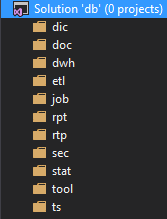 Solution 'db' (0 projects)
dic
doc
dwh
etl
job
rpt
rtp
sec
stat
tool
ts